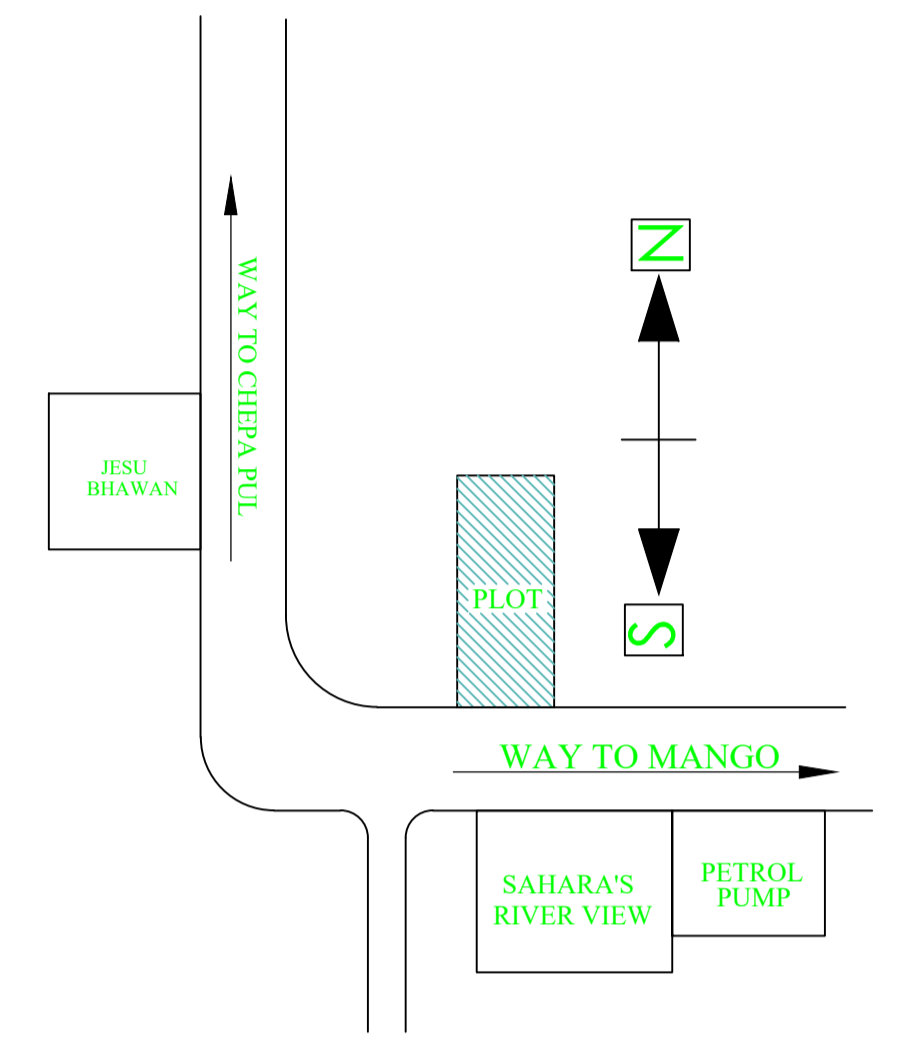 N
WAY TO CHEPA PUL
JESU
BHAWAN
PLOT
S
WAY TO MANGO
SAHARA'S
RIVER VIEW
PETROL
PUMP